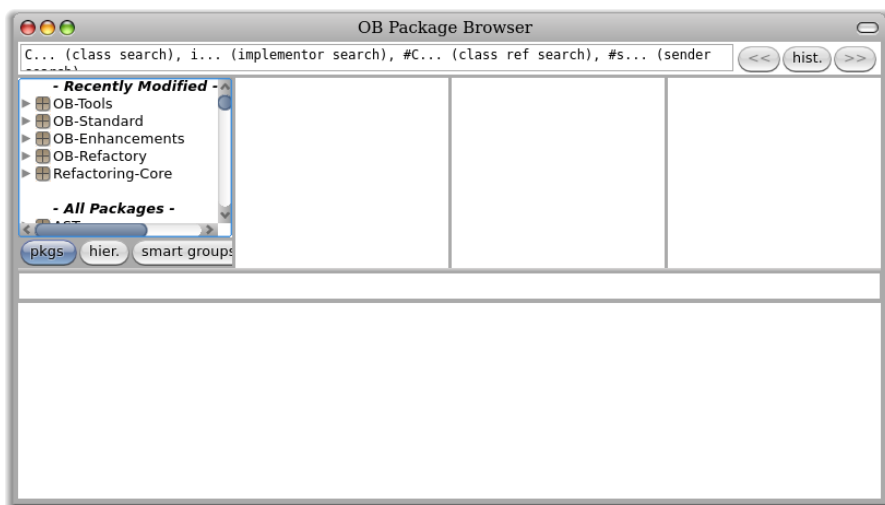 OB Package Browser
C... (class search), i... (implementor search), #C... (class ref search), #s... (sender
<< hist. >>
- Recently Modified -
OB-Tools
OB-Standard
OB-Enhancements
OB-Refactory
Refactoring-Core
- All Packages -
pkgs hier. smart groups